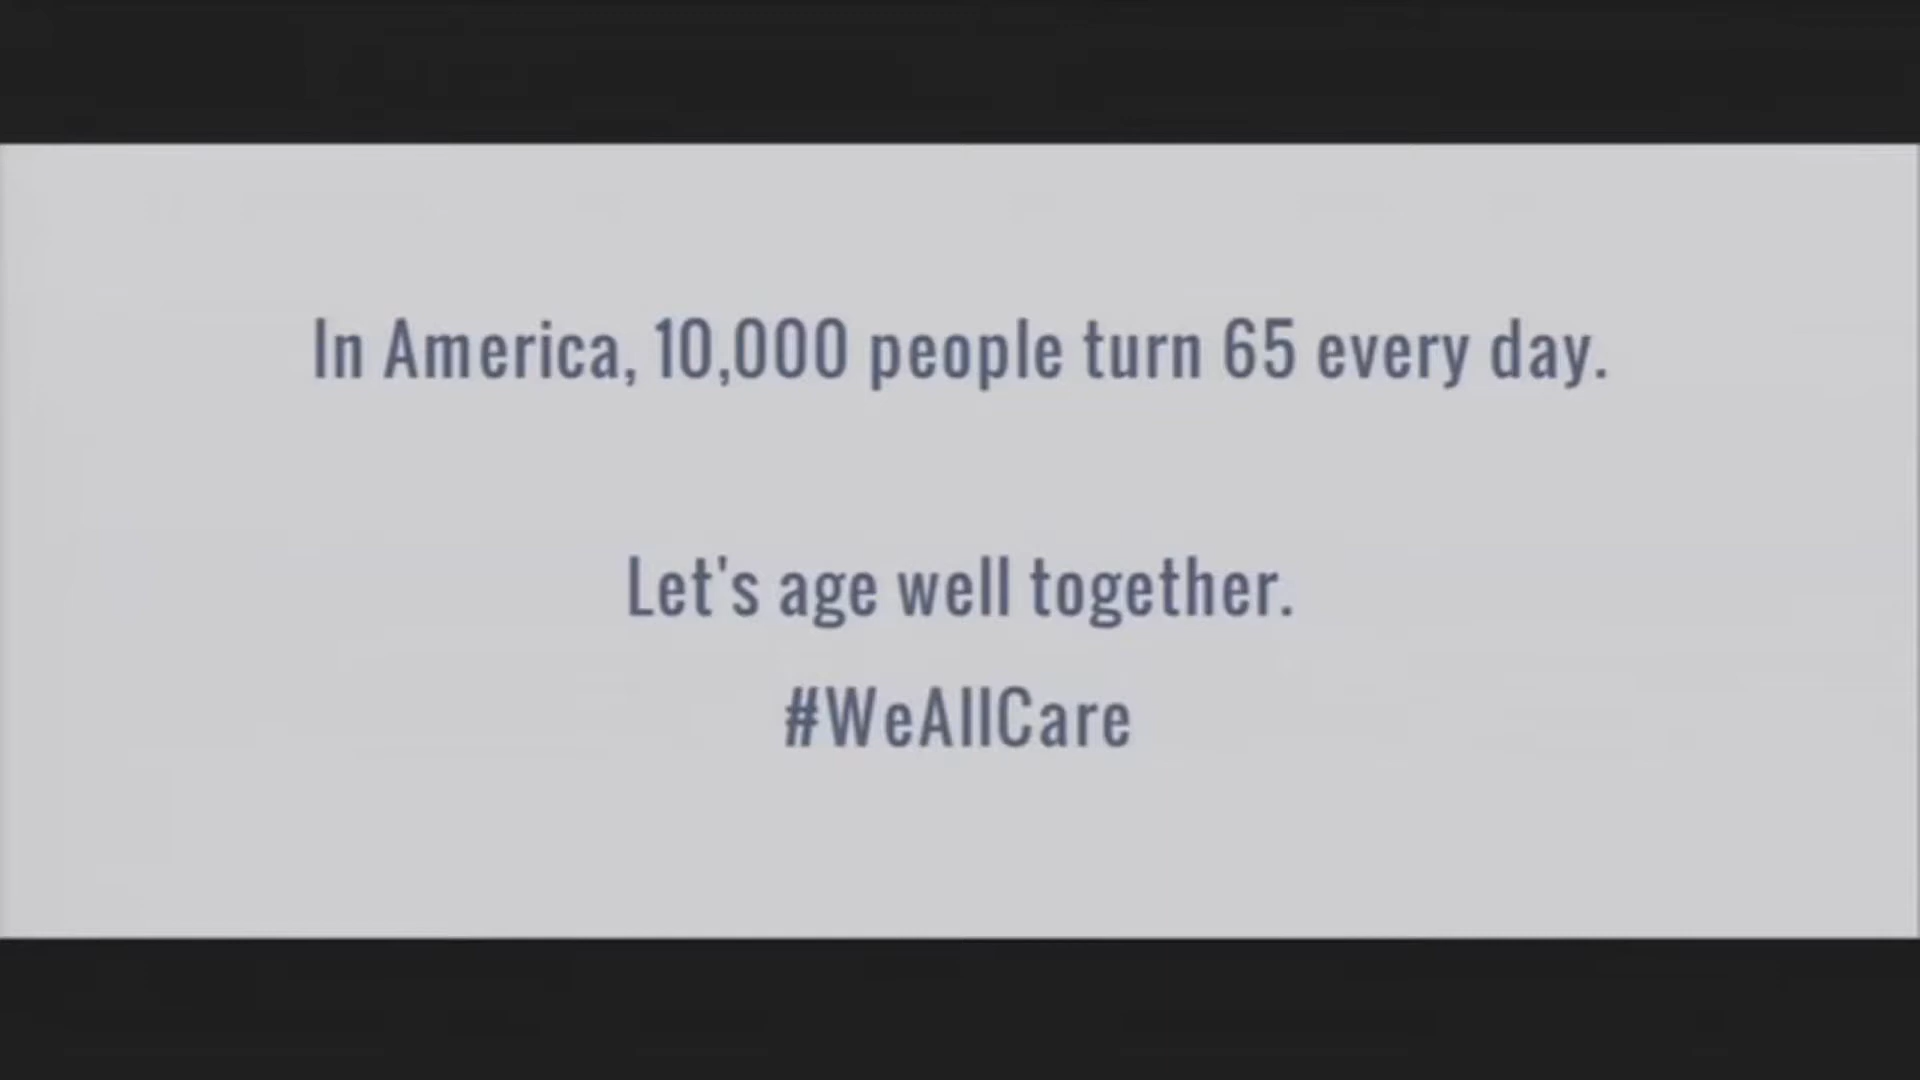 In America, 10,000 people turn 65 every day.
Let's age well together.
#WeAllCare